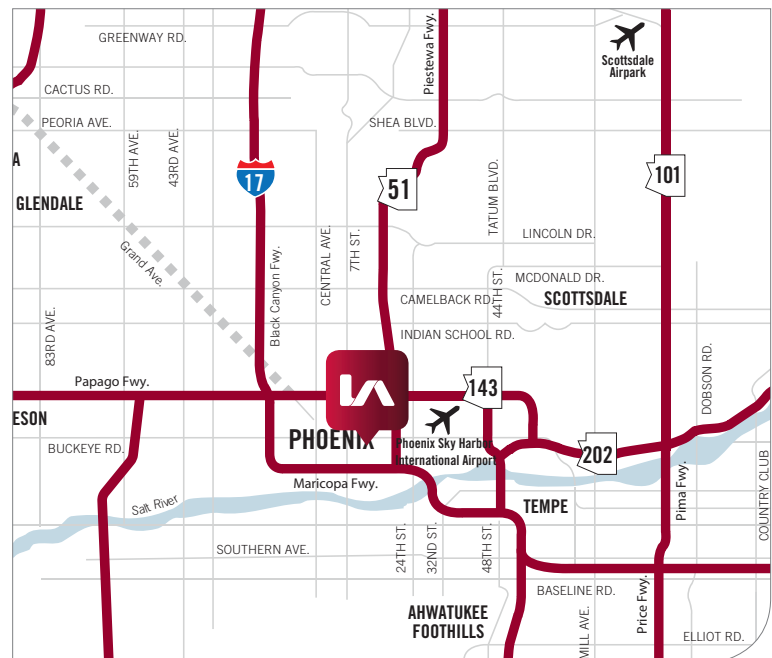 GREENWAY RD.
Piestewa Fwy.
Scottsdale
Airpark
CACTUS RD.
PEORIA AVE.
SHEA BLVD.
59TH AVE.
43RD AVE.
A
17
51
101
TATUM BLVD.
GLENDALE
Grand Ave.
Black Canyon Fwy.
CENTRAL AVE.
7TH ST.
LINCOLN DR.
MCDONALD DR.
44TH ST.
CAMELBACK RD.
SCOTTSDALE
83RD AVE.
INDIAN SCHOOL RD.
DOBSON RD.
Papago Fwy.
143
ESON
PHOENIX
Phoenix Sky Harbor
International Airport
BUCKEYE RD.
202
COUNTRY CLUB
Maricopa Fwy.
Pima Fwy.
Salt River
TEMPE
24TH ST.
32ND ST.
48TH ST.
SOUTHERN AVE.
BASELINE RD.
Price Fwy.
AHWATUKEE
FOOTHILLS
MILL AVE.
ELLIOT RD.